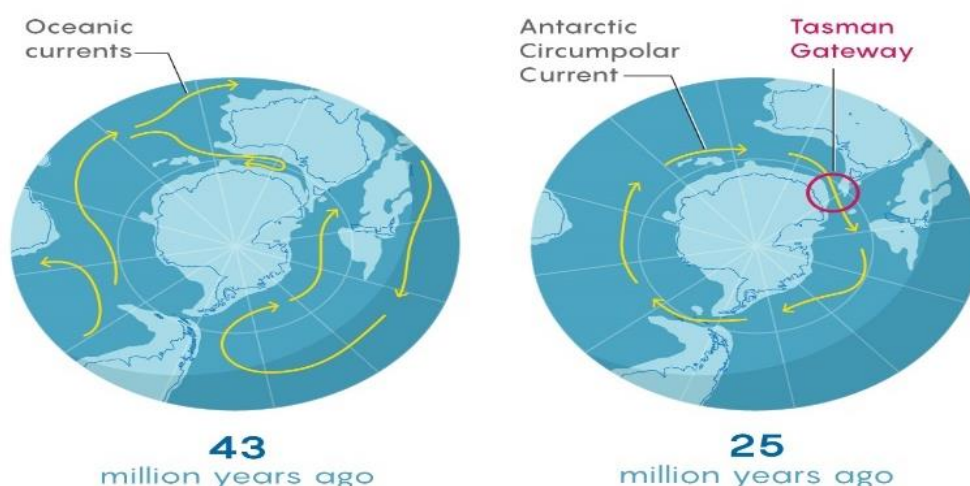 Oceanic
currents
43
million years ago
Antarctic
Circumpolar
Current
Tasman
Gateway
25
million years ago